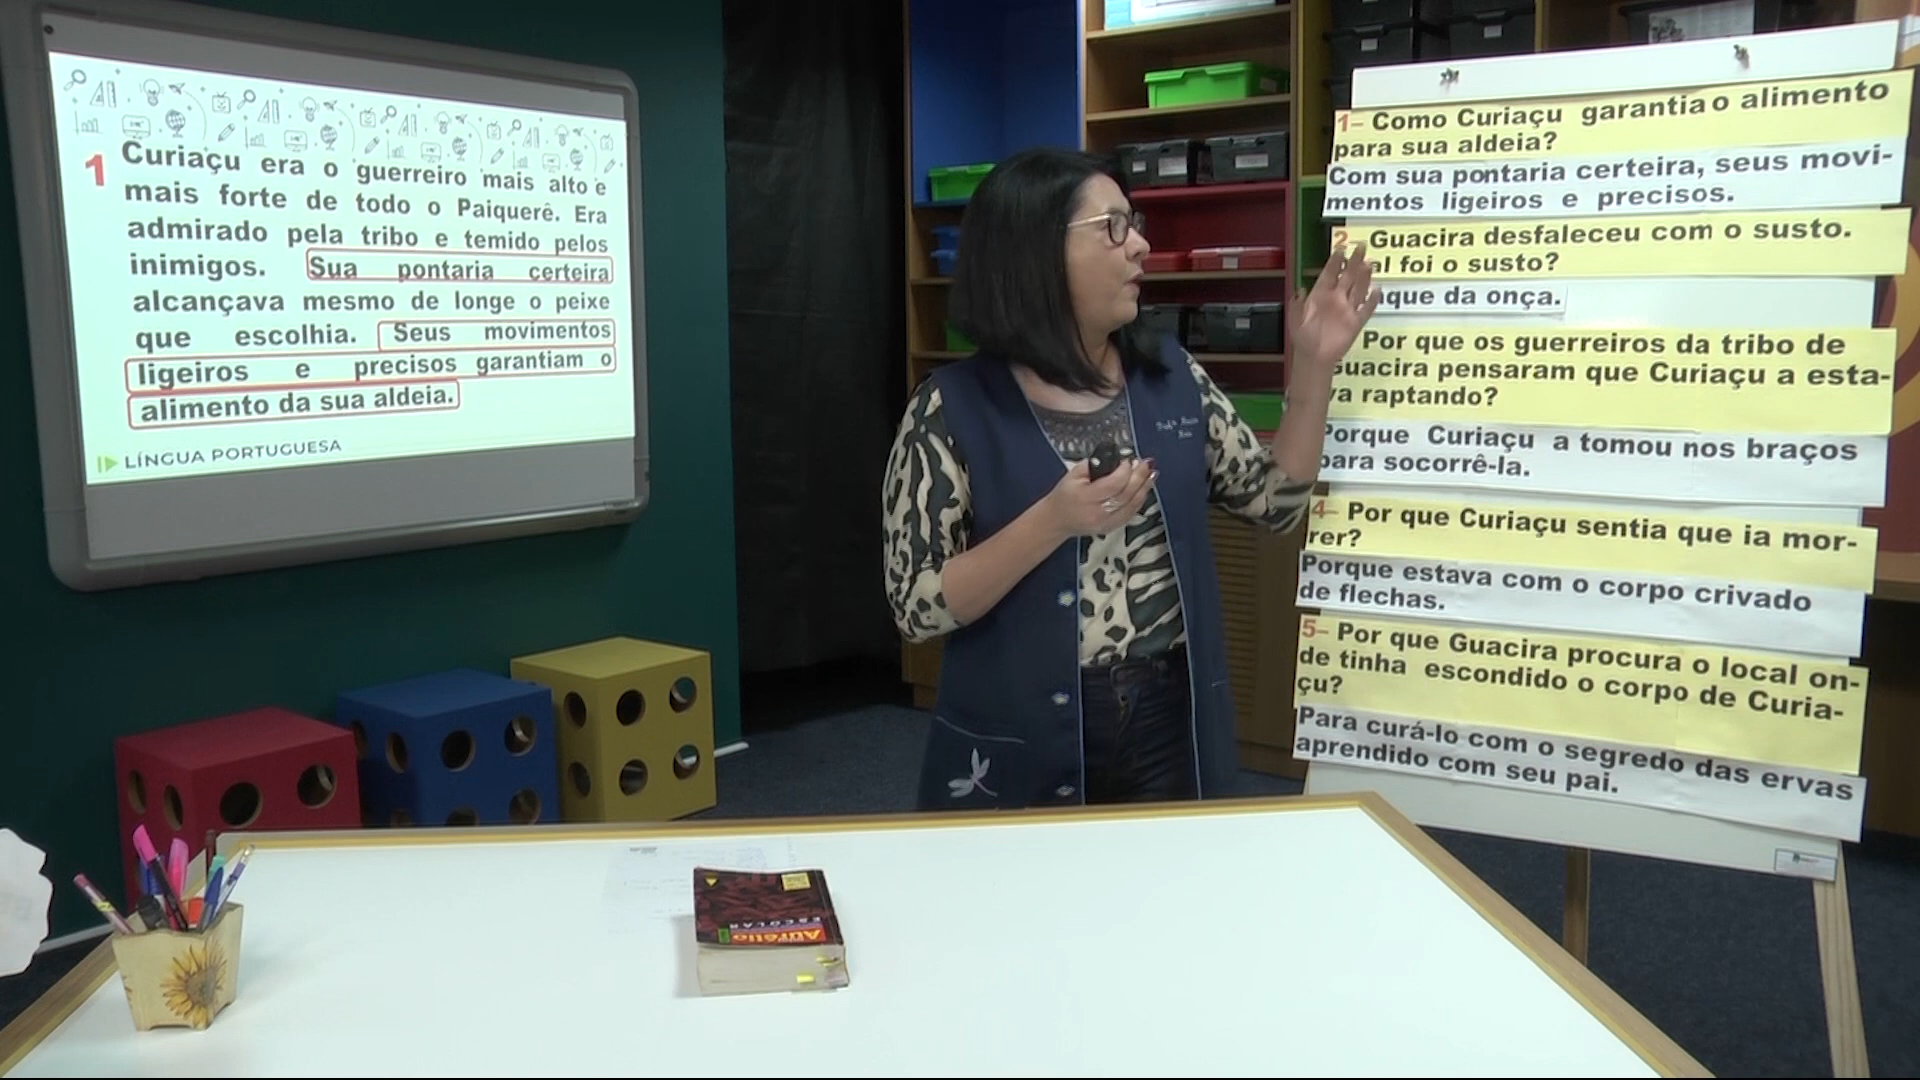 1 Curiaçu era o guerreiro mais alto e
mais forte de todo o Paiquerê. Era
admirado pela tribo e temido pelos
inimigos. Sua pontaria certeira
alcançava mesmo de longe o peixe
que escolhia. Seus movimentos
ligeiros e precisos garantiam o
alimento da sua aldeia.
LÍNGUA PORTUGUESA
1– Como Curiaçu garantia o alimento
para sua aldeia?
Com sua pontaria certeira, seus movi-
mentos ligeiros e precisos.
2– Guacira desfaleceu com o susto.
foi o susto?
da onça.
Por que os guerreiros da tribo de
Guacira pensaram que Curiaçu a esta-
va raptando?
Porque Curiaçu a tomou nos braços
para socorrê-la.
4– Por que Curiaçu sentia que ia mor-
rer?
Porque estava com o corpo crivado
de flechas.
5– Por que Guacira procura o local on-
de tinha escondido o corpo de Curia-
çu?
Para curá-lo com o segredo das ervas
aprendido com seu pai.
Aurélio
ESCOLAR